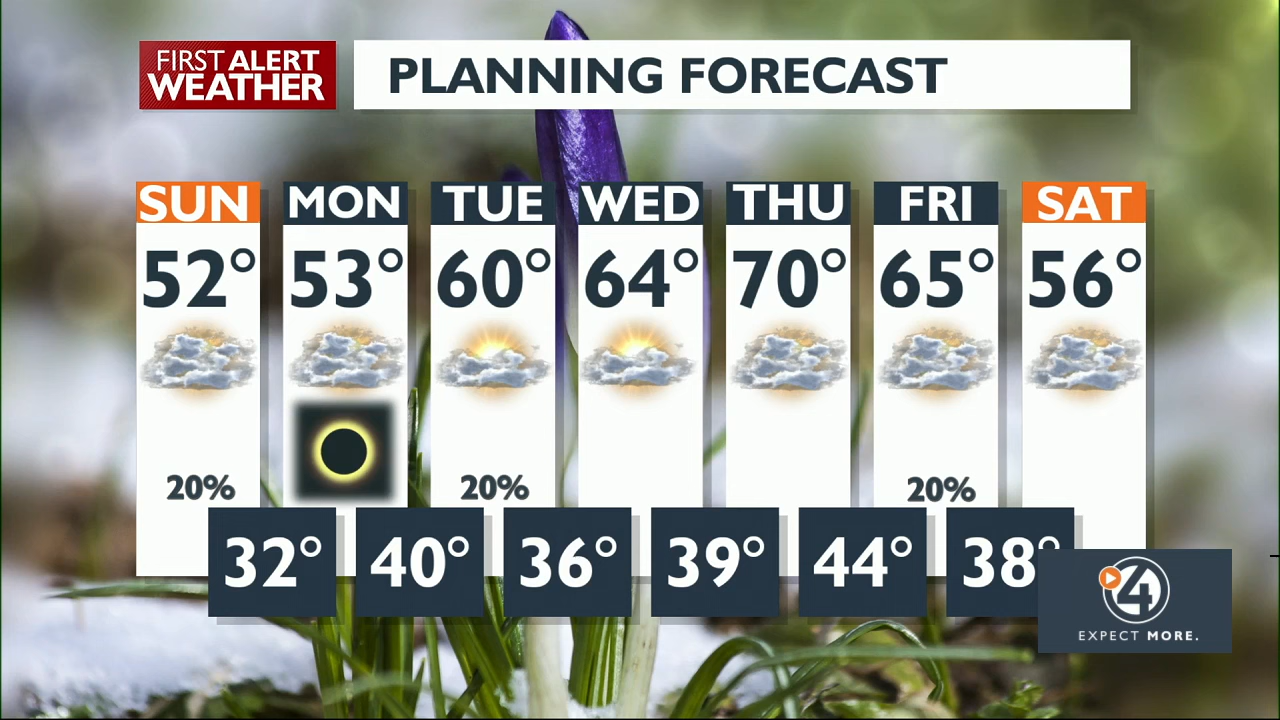 FIRST ALERT
WEATHER
PLANNING FORECAST
SUN MON TUE WED THU FRI SAT
52° 53° 60° 64° 70° 65° 56°
20% 20% 20%
32° 40° 36° 39° 44° 38°
4
EXPECT MORE.